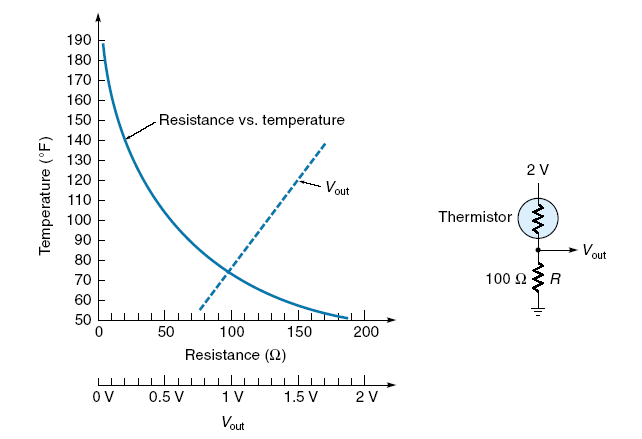 190
180
170
160
150
140
130
120
110
100
90
80
70
60
50
Temperature (°F)
Resistance vs. temperature
Vout
0 50 100 150 200
Resistance (Ω)
0 V 0.5 V 1 V 1.5 V 2 V
Vout
2 V
Thermistor
Vout
100 Ω R